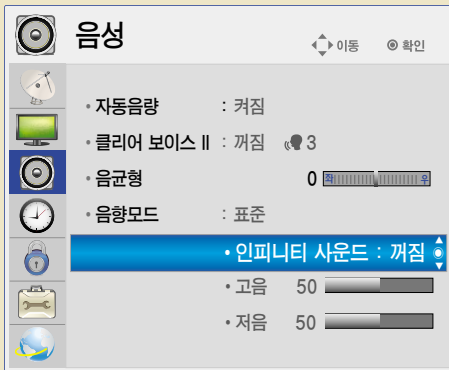 음성 이동 확인
• 자동음량 : 켜짐
• 클리어 보이스 II : 꺼짐 3
• 음균형 0 좌 우
• 음향모드 : 표준
• 인피니티 사운드 : 꺼짐
• 고음 50
• 저음 50